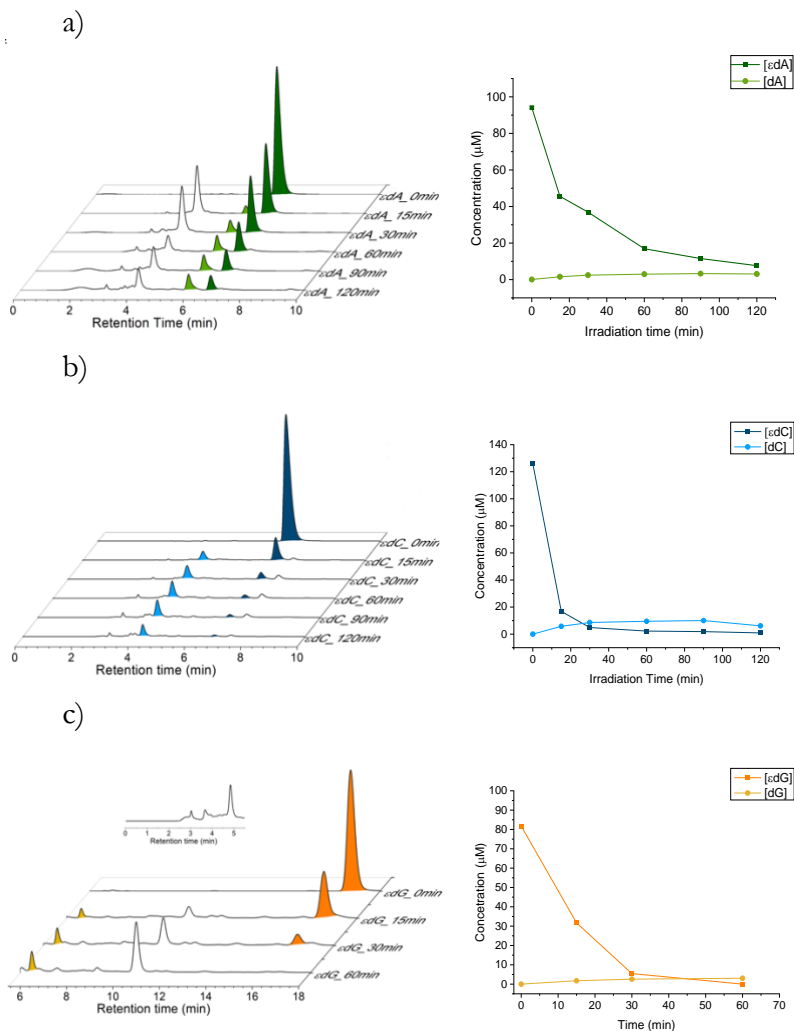 a)
εdA_0min
εdA_15min
εdA_30min
εdA_60min
εdA_90min
εdA_120min
0 2 4 6 8 10
Retention Time (min)
[εdA]
[dA]
100
80
60
40
20
0
Concentration (µM)
0 20 40 60 80 100 120
Irradiation time (min)
b)
εdC_0min
εdC_15min
εdC_30min
εdC_60min
εdC_90min
εdC_120min
0 2 4 6 8 10
Retention Time (min)
[εdC]
[dC]
140
120
100
80
60
40
20
0
Concentration (µM)
0 20 40 60 80 100 120
Irradiation Time (min)
c)
0 1 2 3 4 5
Retention time (min)
εdG_0min
εdG_15min
εdG_30min
εdG_60min
6 8 10 12 14 16 18
Retention time (min)
[εdG]
[dG]
100
90
80
70
60
50
40
30
20
10
0
Concetration (µM)
0 10 20 30 40 50 60 70
Time (min)